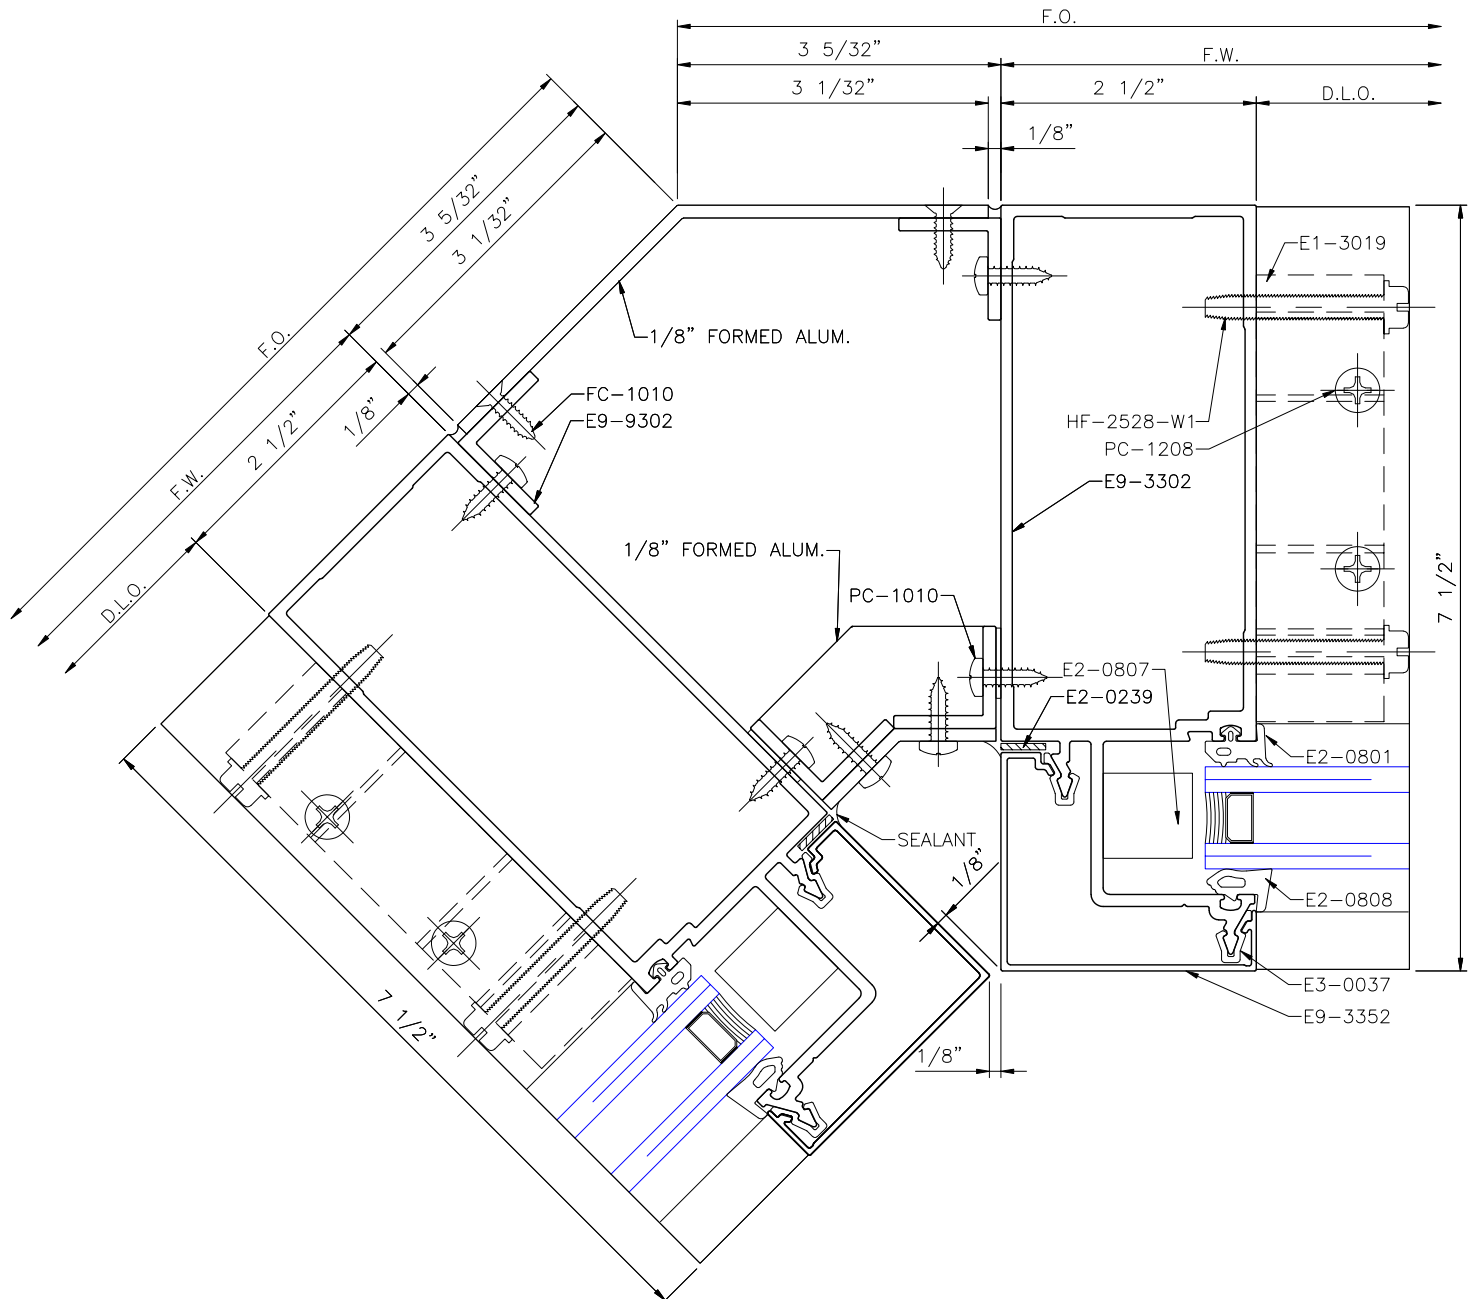 F.O.
3 5/32”
F.W.
3 1/32”
2 1/2”
D.L.O.
1/8”
3 5/32”
3 1/32”
F.O.
1/8”
2 1/2”
F.W.
D.L.O.
E1-3019
1/8” FORMED ALUM.
FC-1010
E9-9302
HF-2528-W1
PC-1208
E9-3302
1/8” FORMED ALUM.
7 1/2”
PC-1010
E2-0807
E2-0239
E2-0801
SEALANT
1/8”
E2-0808
E3-0037
E9-3352
7 1/2”
1/8”